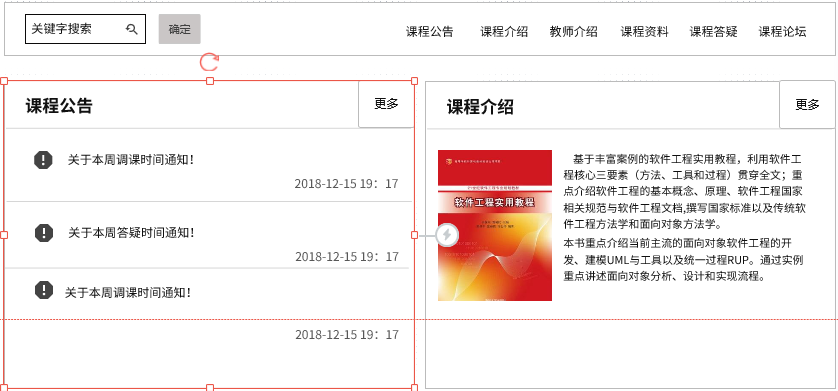 关键字搜索
确定
课程公告 课程介绍 教师介绍 课程资料 课程答疑 课程论坛
课程公告
更多
关于本周调课时间通知！
2018-12-15 19：17
关于本周答疑时间通知！
2018-12-15 19：17
关于本周调课时间通知！
2018-12-15 19：17
课程介绍
更多
软件工程实用教程
基于丰富案例的软件工程实用教程，利用软件工
程核心三要素（方法、工具和过程）贯穿全文；重
点介绍软件工程的基本概念、原理、软件工程国家
相关规范与软件工程文档,撰写国家标准以及传统软
件工程方法学和面向对象方法学。
本书重点介绍当前主流的面向对象软件工程的开
发、建模UML与工具以及统一过程RUP。通过实例
重点讲述面向对象分析、设计和实现流程。